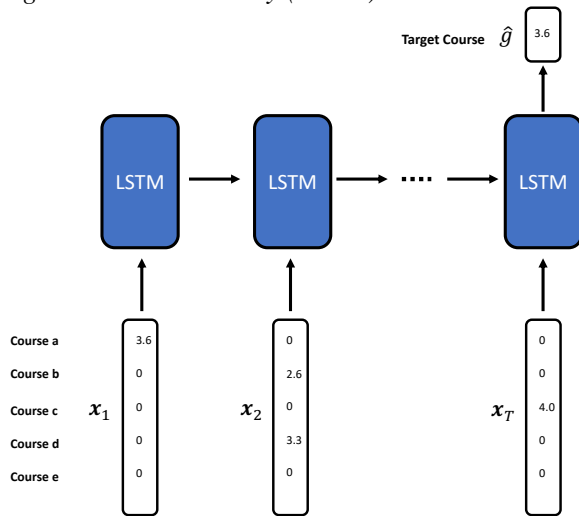 Target Course ĝ 3.6
LSTM LSTM LSTM
Course a 3.6 0 0
Course b 0 2.6 0
Course c x₁ 0 x₂ 0 x_T 4.0
Course d 0 3.3 0
Course e 0 0 0